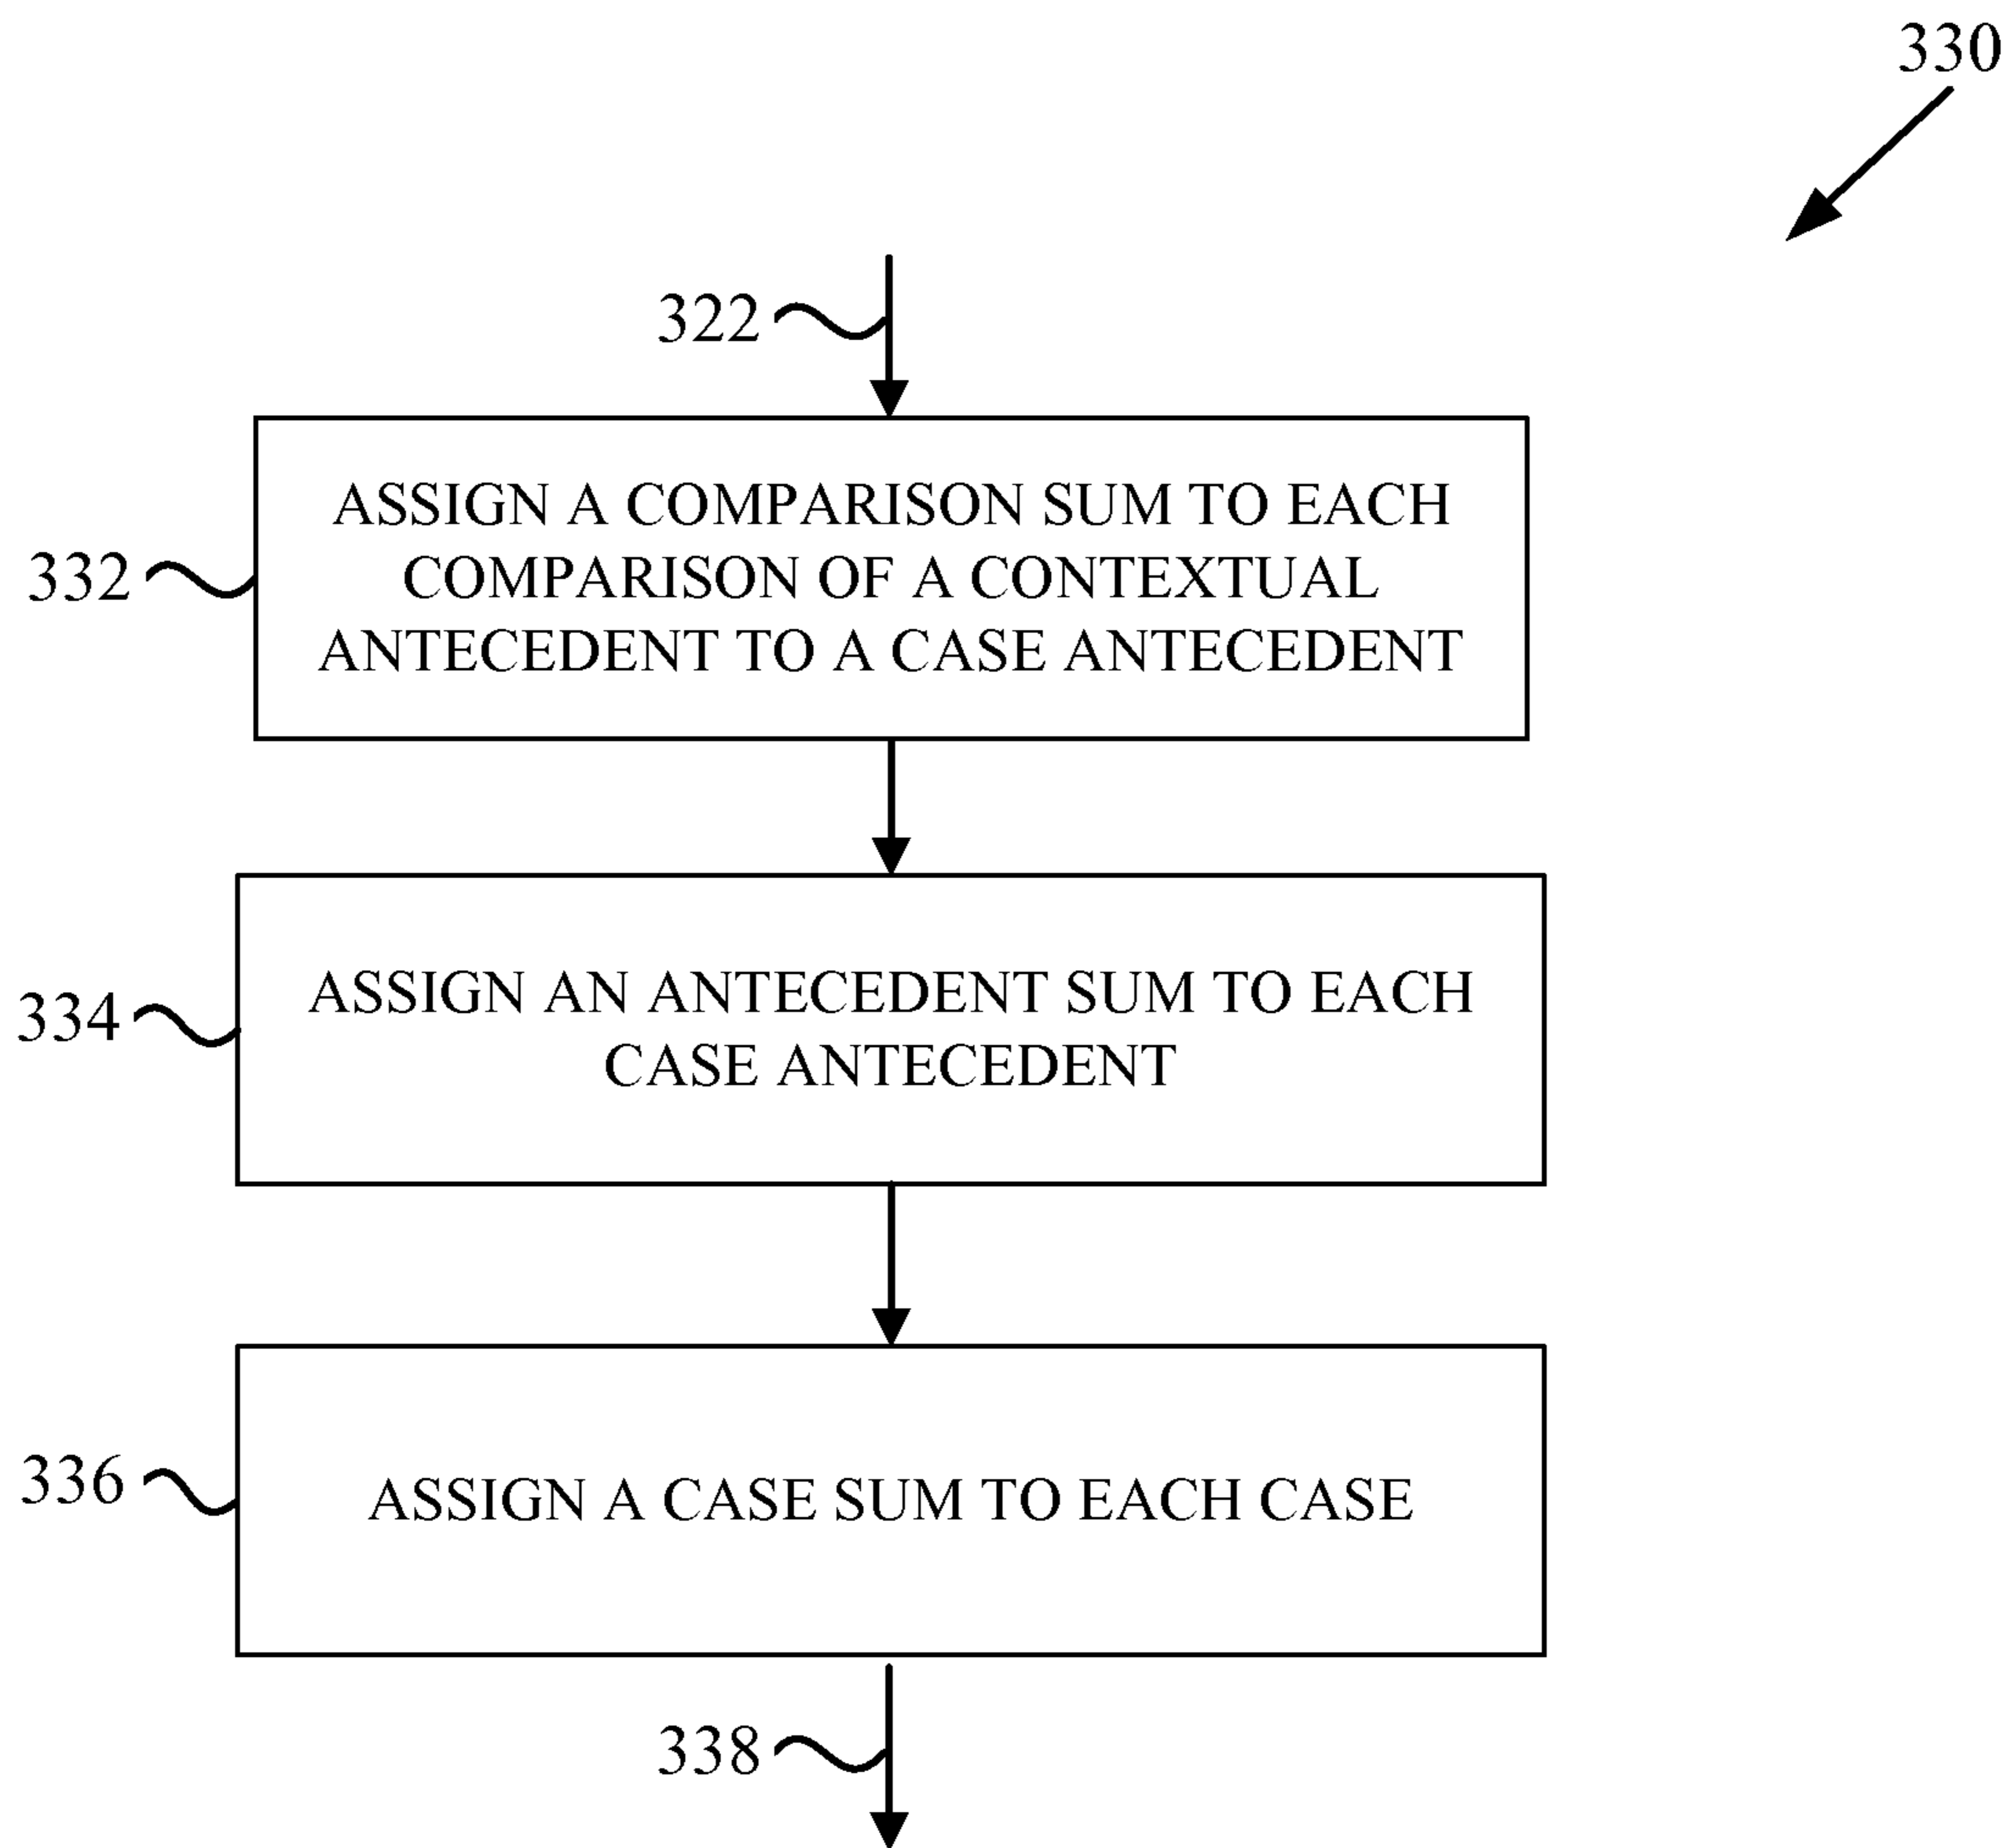 330
322
ASSIGN A COMPARISON SUM TO EACH
COMPARISON OF A CONTEXTUAL
ANTECEDENT TO A CASE ANTECEDENT
332
ASSIGN AN ANTECEDENT SUM TO EACH
CASE ANTECEDENT
334
ASSIGN A CASE SUM TO EACH CASE
336
338